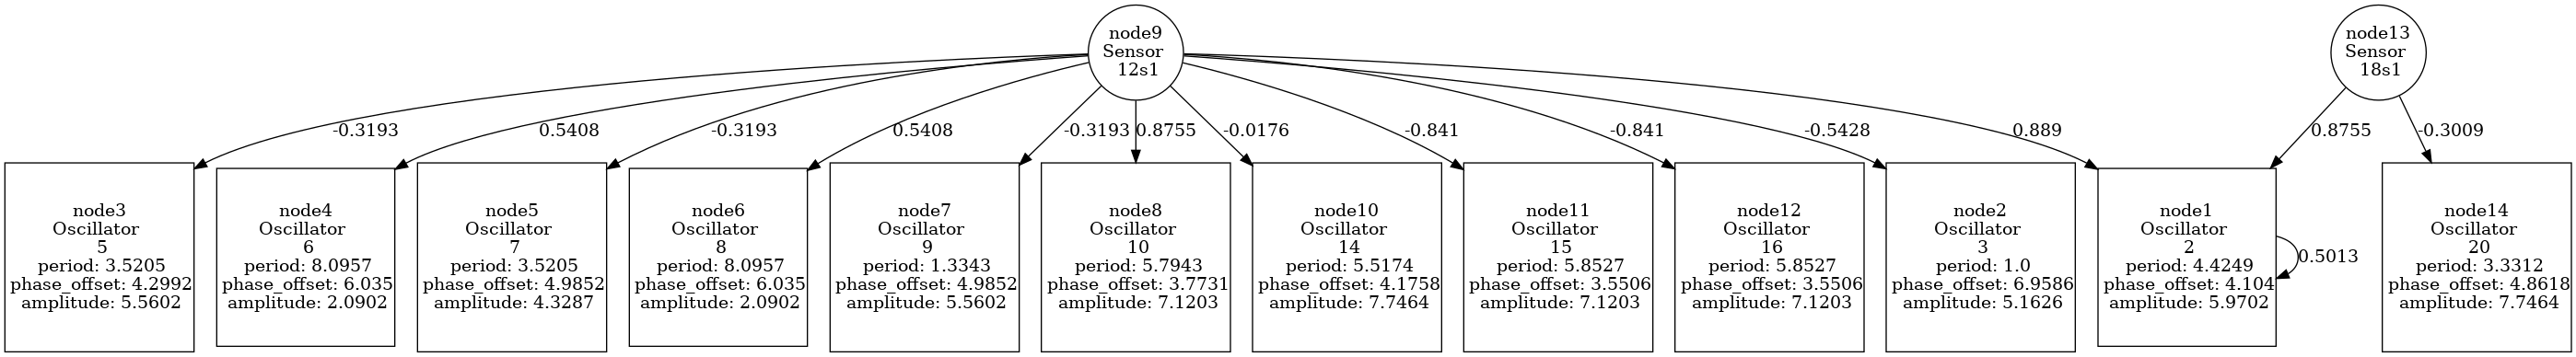 node9
Sensor
12s1
node13
Sensor
18s1
-0.3193
0.5408
-0.3193
0.5408
-0.3193
0.8755
-0.0176
-0.841
-0.841
-0.5428
0.889
0.8755
-0.3009
node3
Oscillator
5
period: 3.5205
phase_offset: 4.2992
amplitude: 5.5602
node4
Oscillator
6
period: 8.0957
phase_offset: 6.035
amplitude: 2.0902
node5
Oscillator
7
period: 3.5205
phase_offset: 4.9852
amplitude: 4.3287
node6
Oscillator
8
period: 8.0957
phase_offset: 6.035
amplitude: 2.0902
node7
Oscillator
9
period: 1.3343
phase_offset: 4.9852
amplitude: 5.5602
node8
Oscillator
10
period: 5.7943
phase_offset: 3.7731
amplitude: 7.1203
node10
Oscillator
14
period: 5.5174
phase_offset: 4.1758
amplitude: 7.7464
node11
Oscillator
15
period: 5.8527
phase_offset: 3.5506
amplitude: 7.1203
node12
Oscillator
16
period: 5.8527
phase_offset: 3.5506
amplitude: 7.1203
node2
Oscillator
3
period: 1.0
phase_offset: 6.9586
amplitude: 5.1626
node1
Oscillator
2
period: 4.4249
phase_offset: 4.104
amplitude: 5.9702
0.5013
node14
Oscillator
20
period: 3.3312
phase_offset: 4.8618
amplitude: 7.7464